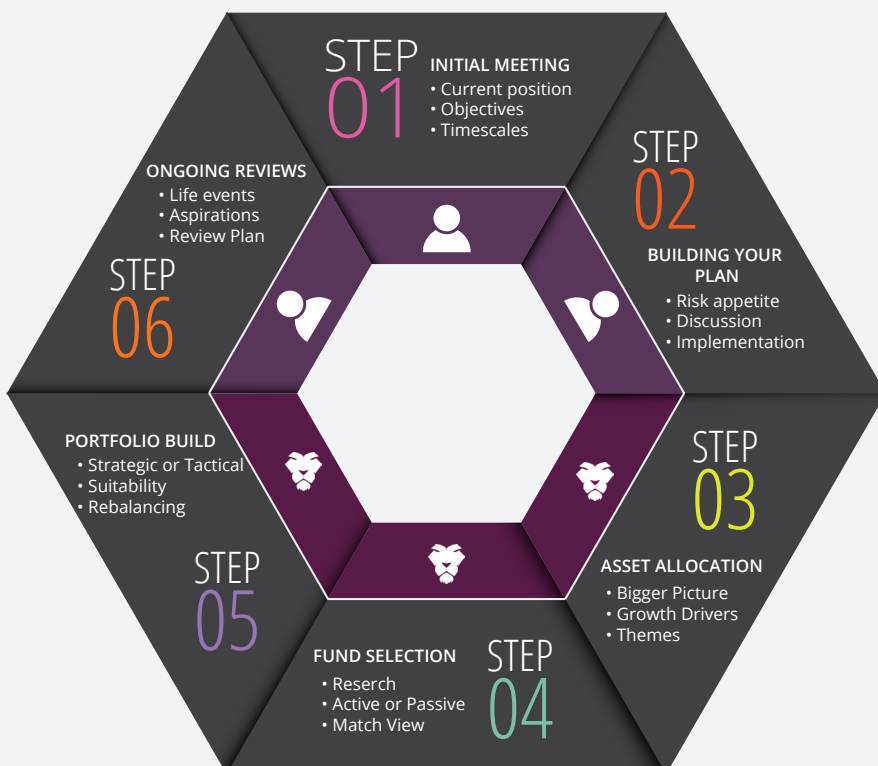 STEP
01
INITIAL MEETING
• Current position
• Objectives
• Timescales
STEP
02
BUILDING YOUR
PLAN
• Risk appetite
• Discussion
• Implementation
STEP
03
ASSET ALLOCATION
• Bigger Picture
• Growth Drivers
• Themes
STEP
04
FUND SELECTION
• Reserch
• Active or Passive
• Match View
STEP
05
PORTFOLIO BUILD
• Strategic or Tactical
• Suitability
• Rebalancing
STEP
06
ONGOING REVIEWS
• Life events
• Aspirations
• Review Plan